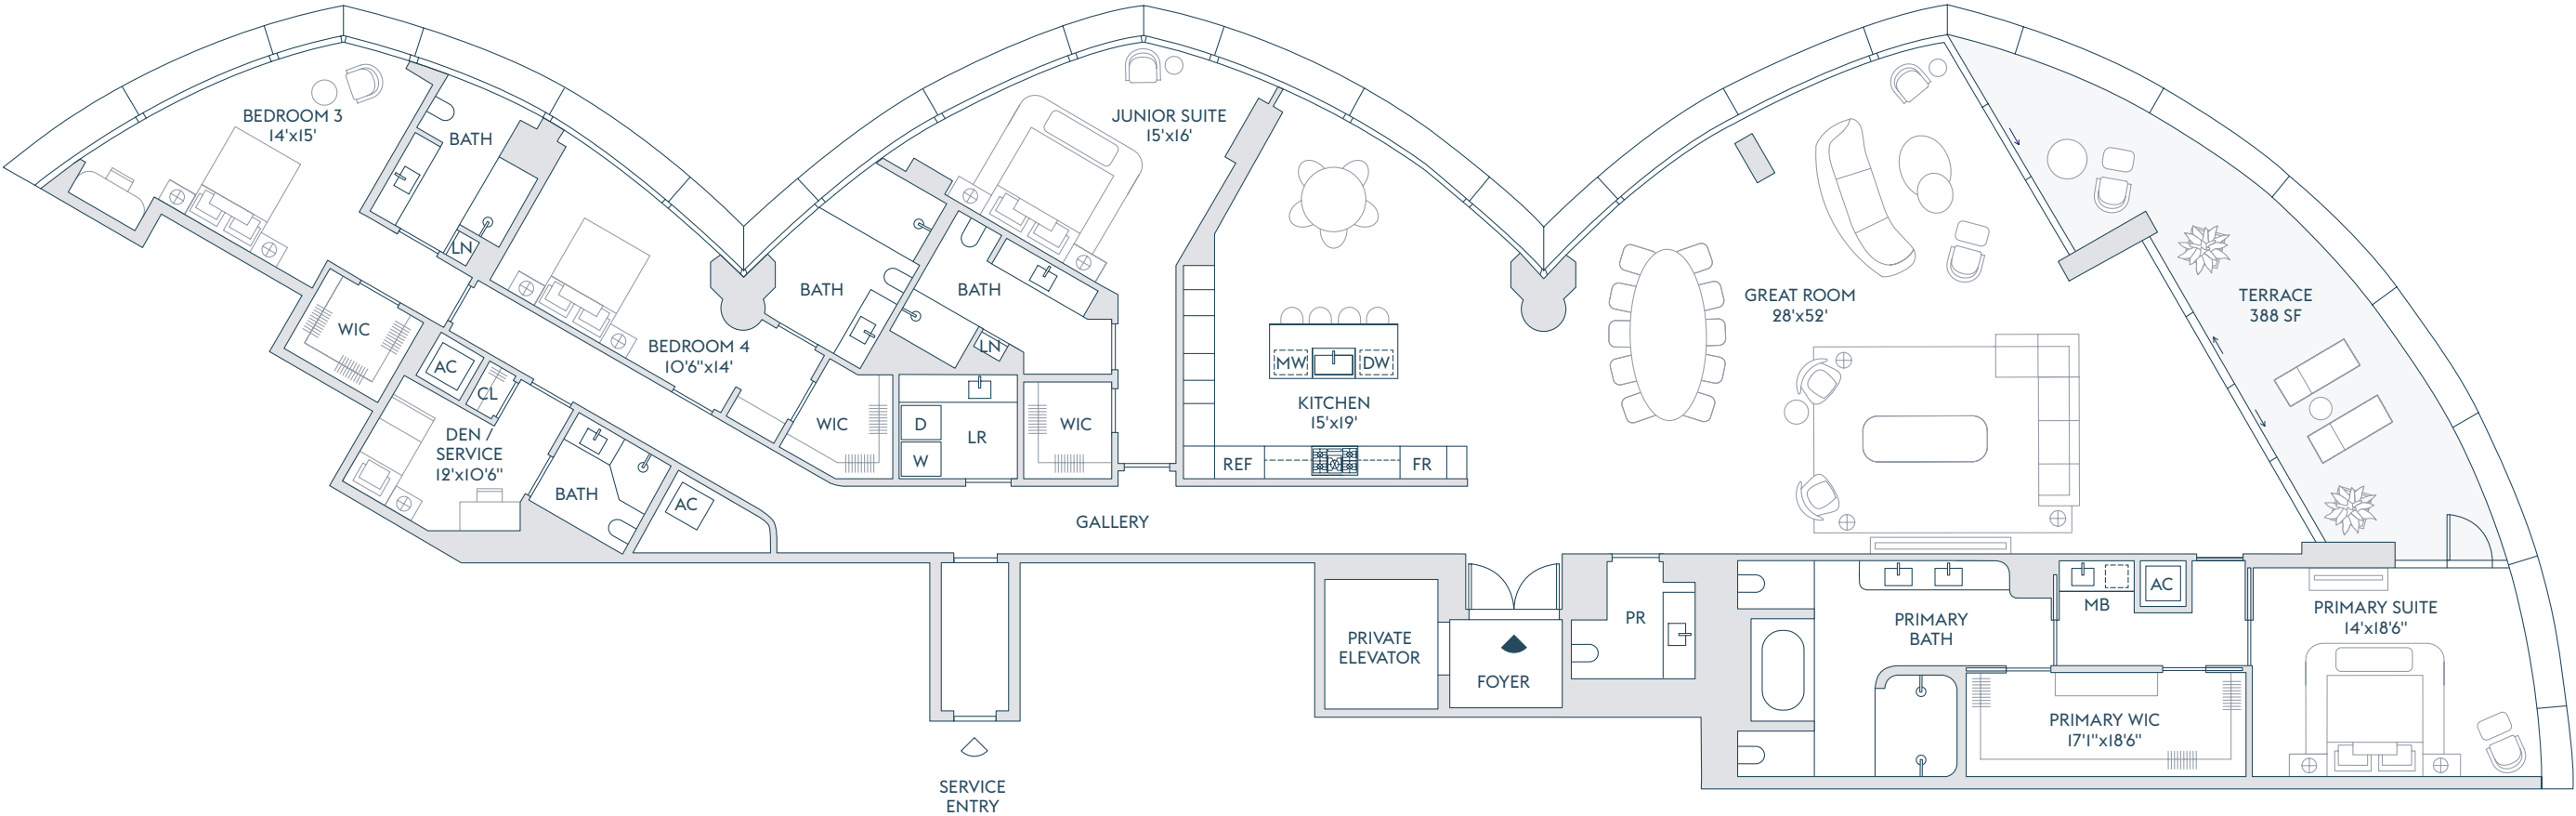 BEDROOM 3
14'x15'
BATH
LN
WIC
AC
CL
DEN /
SERVICE
12'x10'6"
BATH
AC
BEDROOM 4
10'6"x14'
BATH
WIC
JUNIOR SUITE
15'x16'
BATH
LN
D
W
LR
WIC
MW
DW
KITCHEN
15'x19'
REF
FR
GALLERY
GREAT ROOM
28'x52'
TERRACE
388 SF
SERVICE
ENTRY
PRIVATE
ELEVATOR
FOYER
PR
PRIMARY
BATH
MB
AC
PRIMARY WIC
17'1"x18'6"
PRIMARY SUITE
14'x18'6"